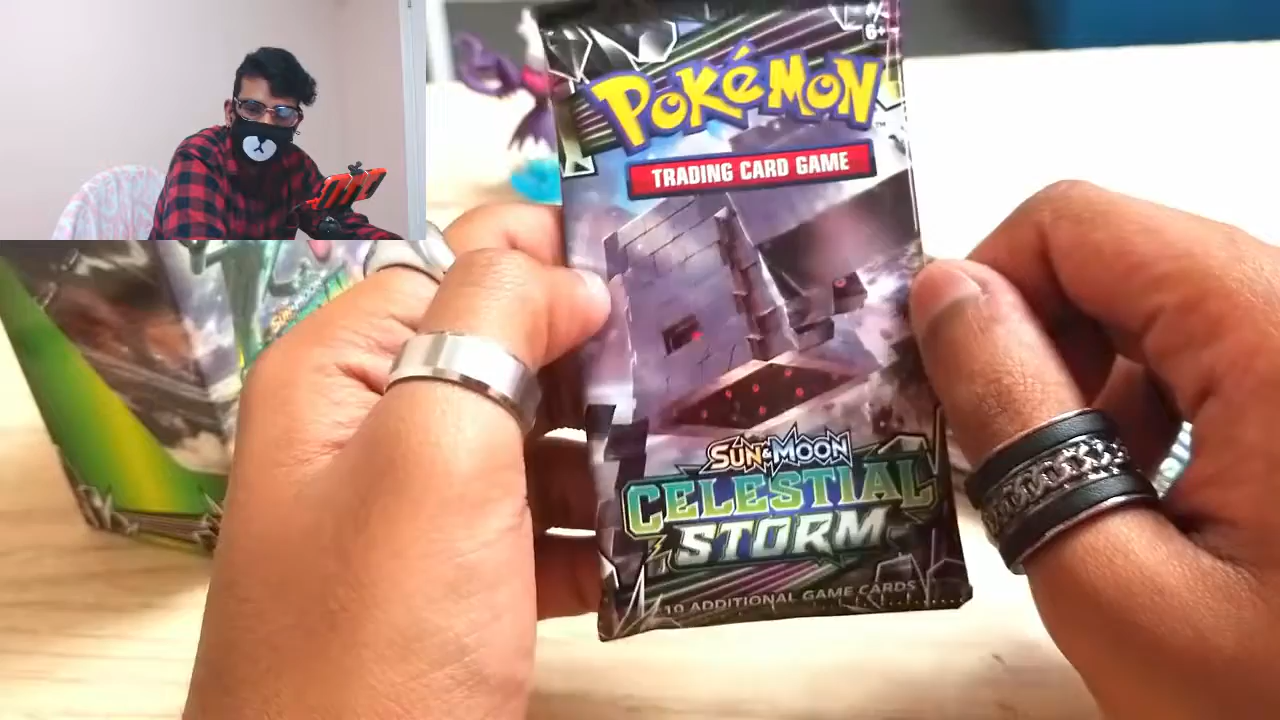 6+
POKéMON
TRADING CARD GAME
SUN & MOON
CELESTIAL
STORM
10 ADDITIONAL GAME CARDS